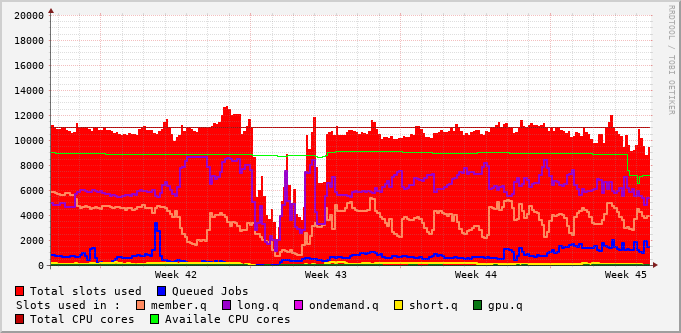 RRDTOOL / TOBI OETIKER
20000
18000
16000
14000
12000
10000
8000
6000
4000
2000
0
Week 42 Week 43 Week 44 Week 45
Total slots used Queued Jobs
Slots used in : member.q long.q ondemand.q short.q gpu.q
Total CPU cores Availale CPU cores